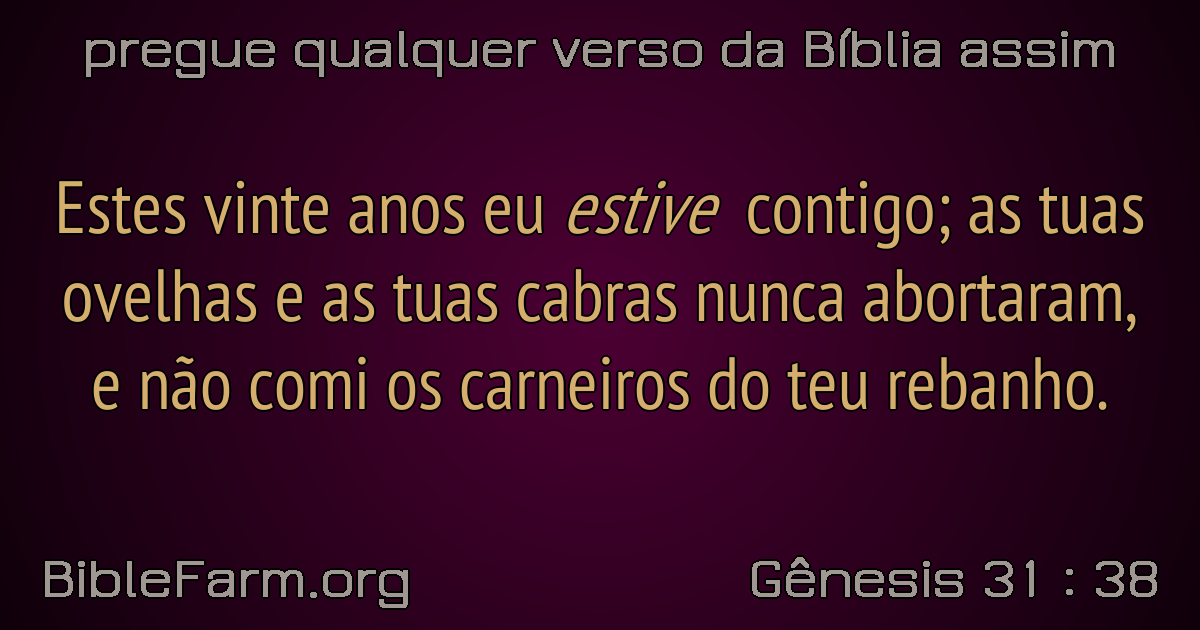 pregue qualquer verso da Bíblia assim
Estes vinte anos eu estive contigo; as tuas
ovelhas e as tuas cabras nunca abortaram,
e não comi os carneiros do teu rebanho.
BibleFarm.org
Gênesis 31 : 38